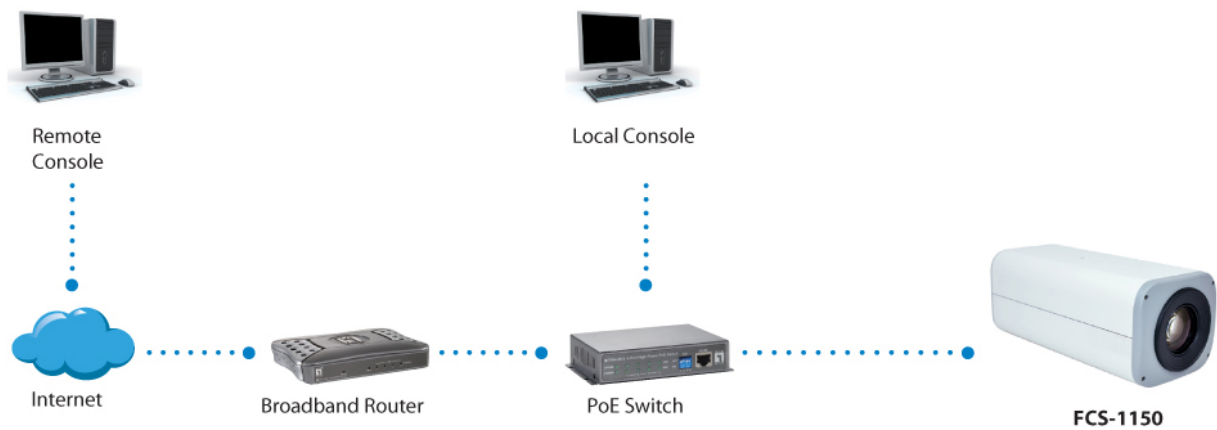 Remote
Console
Local Console
Internet
Broadband Router
PoE Switch
FCS-1150